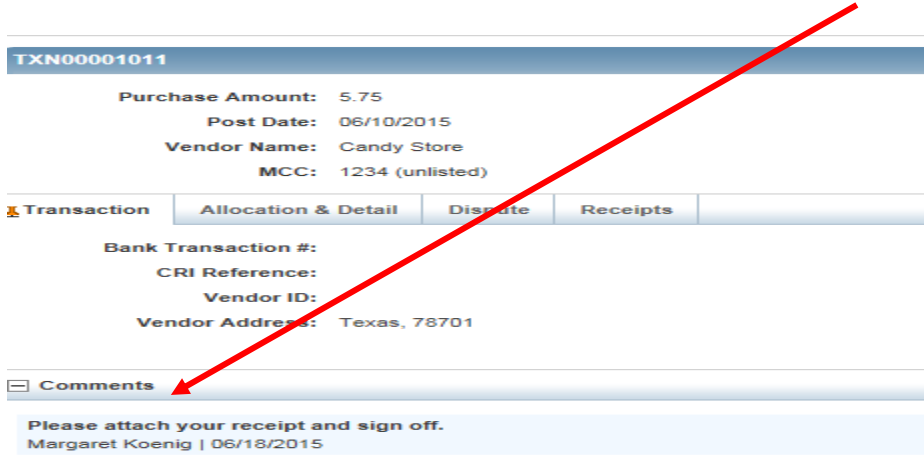 TXN00001011
Purchase Amount: 5.75
Post Date: 06/10/2015
Vendor Name: Candy Store
MCC: 1234 (unlisted)
Transaction Allocation & Detail Dispute Receipts
Bank Transaction #:
CRI Reference:
Vendor ID:
Vendor Address: Texas, 78701
Comments
Please attach your receipt and sign off.
Margaret Koenig | 06/18/2015